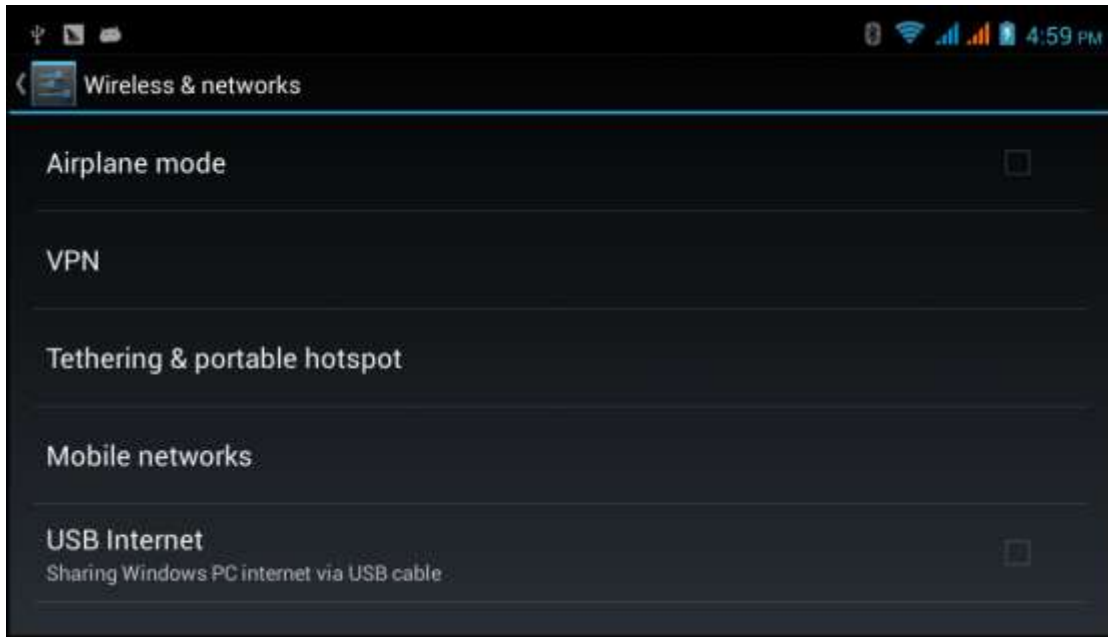 4:59 PM
Wireless & networks
Airplane mode
VPN
Tethering & portable hotspot
Mobile networks
USB Internet
Sharing Windows PC internet via USB cable